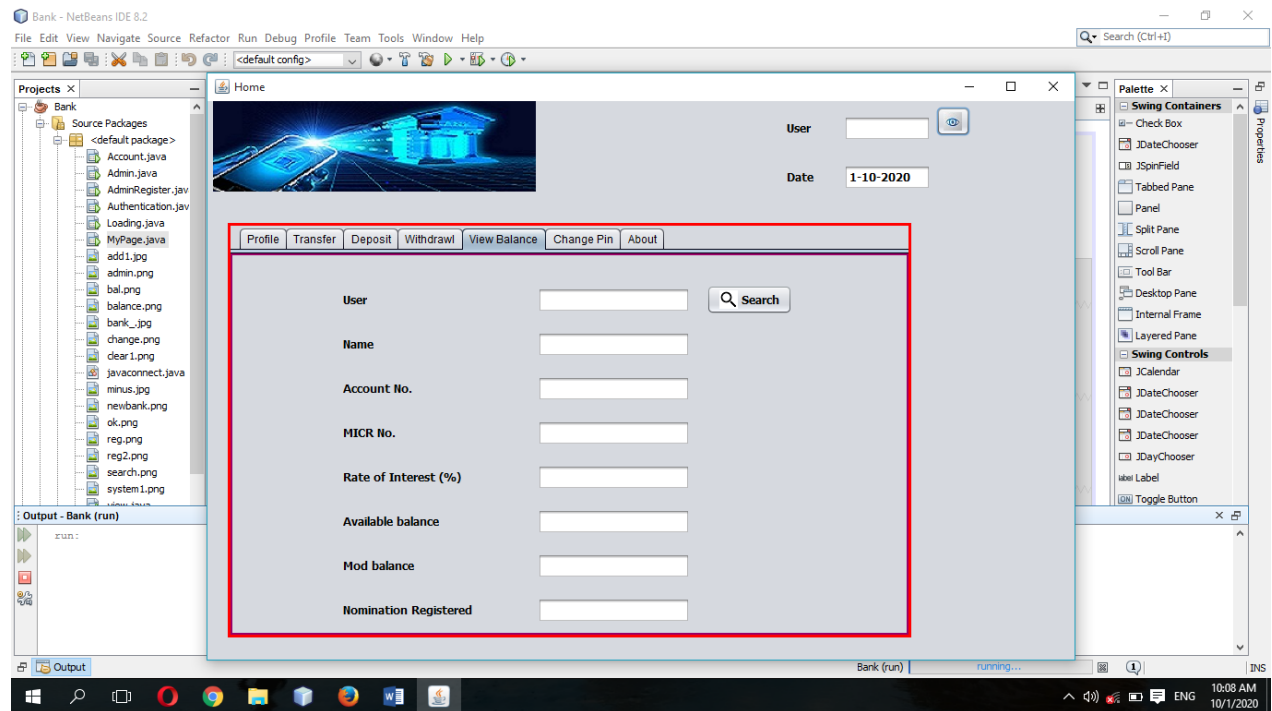 Bank - NetBeans IDE 8.2
File Edit View Navigate Source Refactor Run Debug Profile Team Tools Window Help
Search (Ctrl+I)
<default config>
Projects
Bank
Source Packages
<default package>
Account.java
Admin.java
AdminRegister.jav
Authentication.jav
Loading.java
MyPage.java
add1.jpg
admin.png
bal.png
balance.png
bank_.jpg
change.png
clear1.png
javaconnect.java
minus.jpg
newbank.png
ok.png
reg.png
reg2.png
search.png
system1.png
Home
User
Date 1-10-2020
Profile Transfer Deposit Withdrawl View Balance Change Pin About
User Search
Name
Account No.
MICR No.
Rate of Interest (%)
Available balance
Mod balance
Nomination Registered
Palette
Swing Containers
Check Box
JDateChooser
JSpinField
Tabbed Pane
Panel
Split Pane
Scroll Pane
Tool Bar
Desktop Pane
Internal Frame
Layered Pane
Swing Controls
JCalendar
JDateChooser
JDateChooser
JDateChooser
JDayChooser
label Label
ON Toggle Button
Properties
Output - Bank (run)
run:
Output
Bank (run) running...
(1)
INS
ENG
10:08 AM
10/1/2020